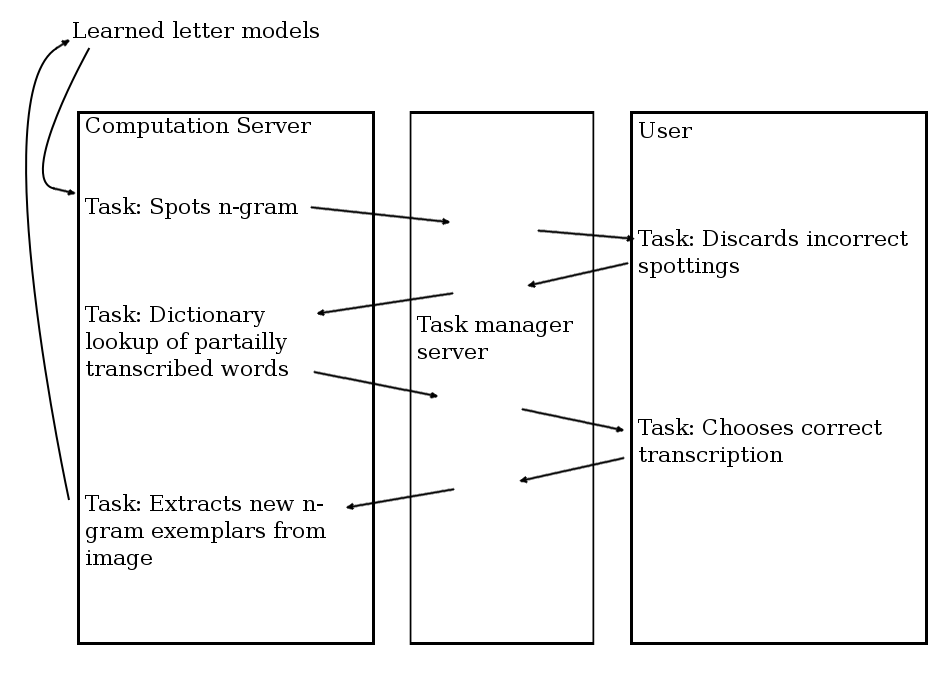 Learned letter models
Computation Server
Task: Spots n-gram
Task: Dictionary
lookup of partailly
transcribed words
Task: Extracts new n-
gram exemplars from
image
Task manager
server
User
Task: Discards incorrect
spottings
Task: Chooses correct
transcription